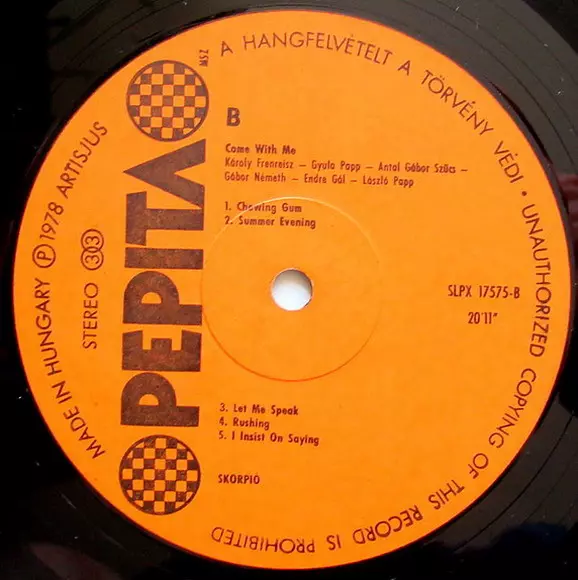 A HANGFELVÉTELT A TÖRVÉNY VÉDI • UNAUTHORIZED COPYING OF THIS RECORD IS PROHIBITED
MADE IN HUNGARY Ⓟ 1978 ARTISJUS
STEREO 33
PEPITA
MSZ
B
Come With Me
Károly Frenreisz – Gyula Papp – Antal Gábor Szűcs –
Gábor Németh – Endre Gál – László Papp
1. Chewing Gum
2. Summer Evening
SLPX 17575-B
20'11"
3. Let Me Speak
4. Rushing
5. I Insist On Saying
SKORPIÓ